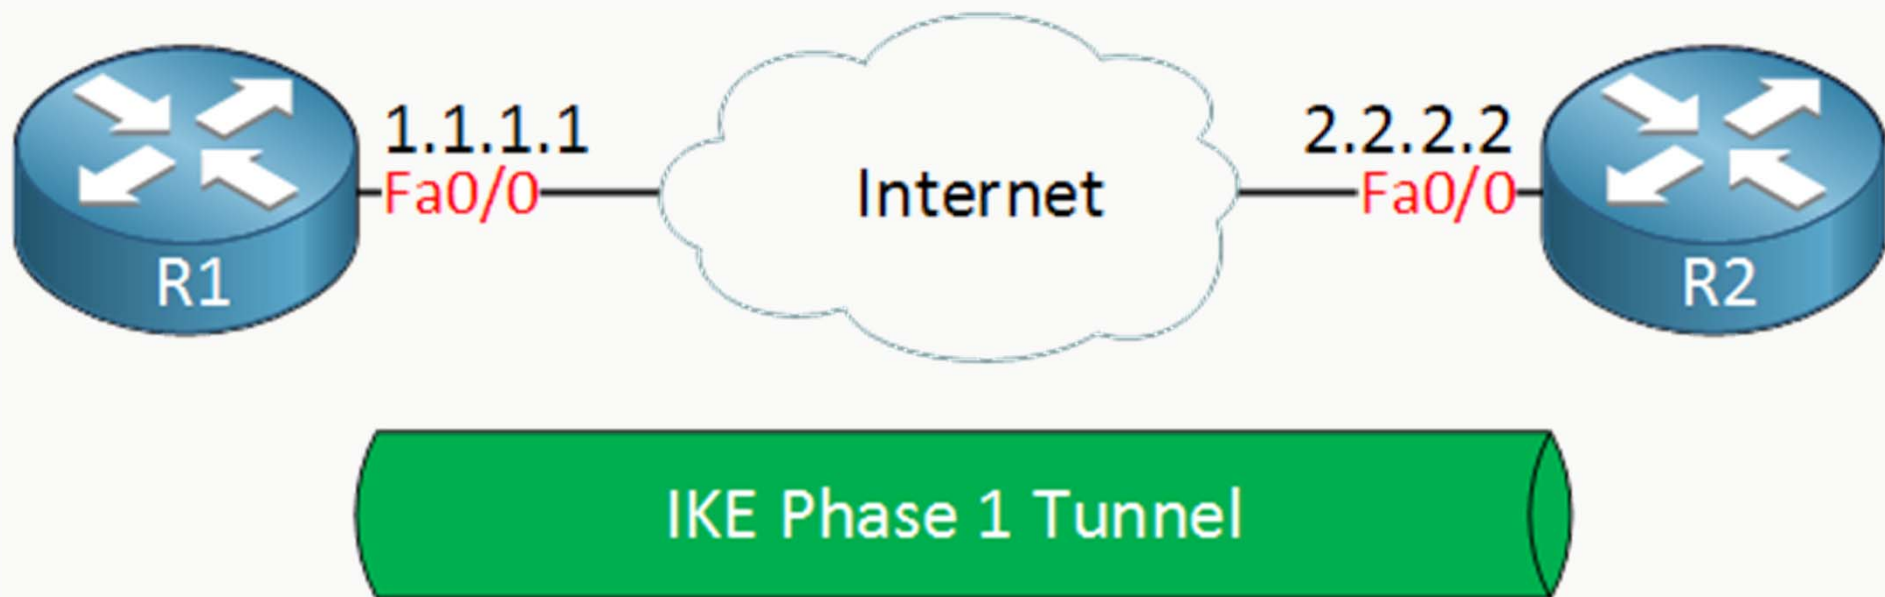 1.1.1.1
Fa0/0
R1
Internet
2.2.2.2
Fa0/0
R2
IKE Phase 1 Tunnel